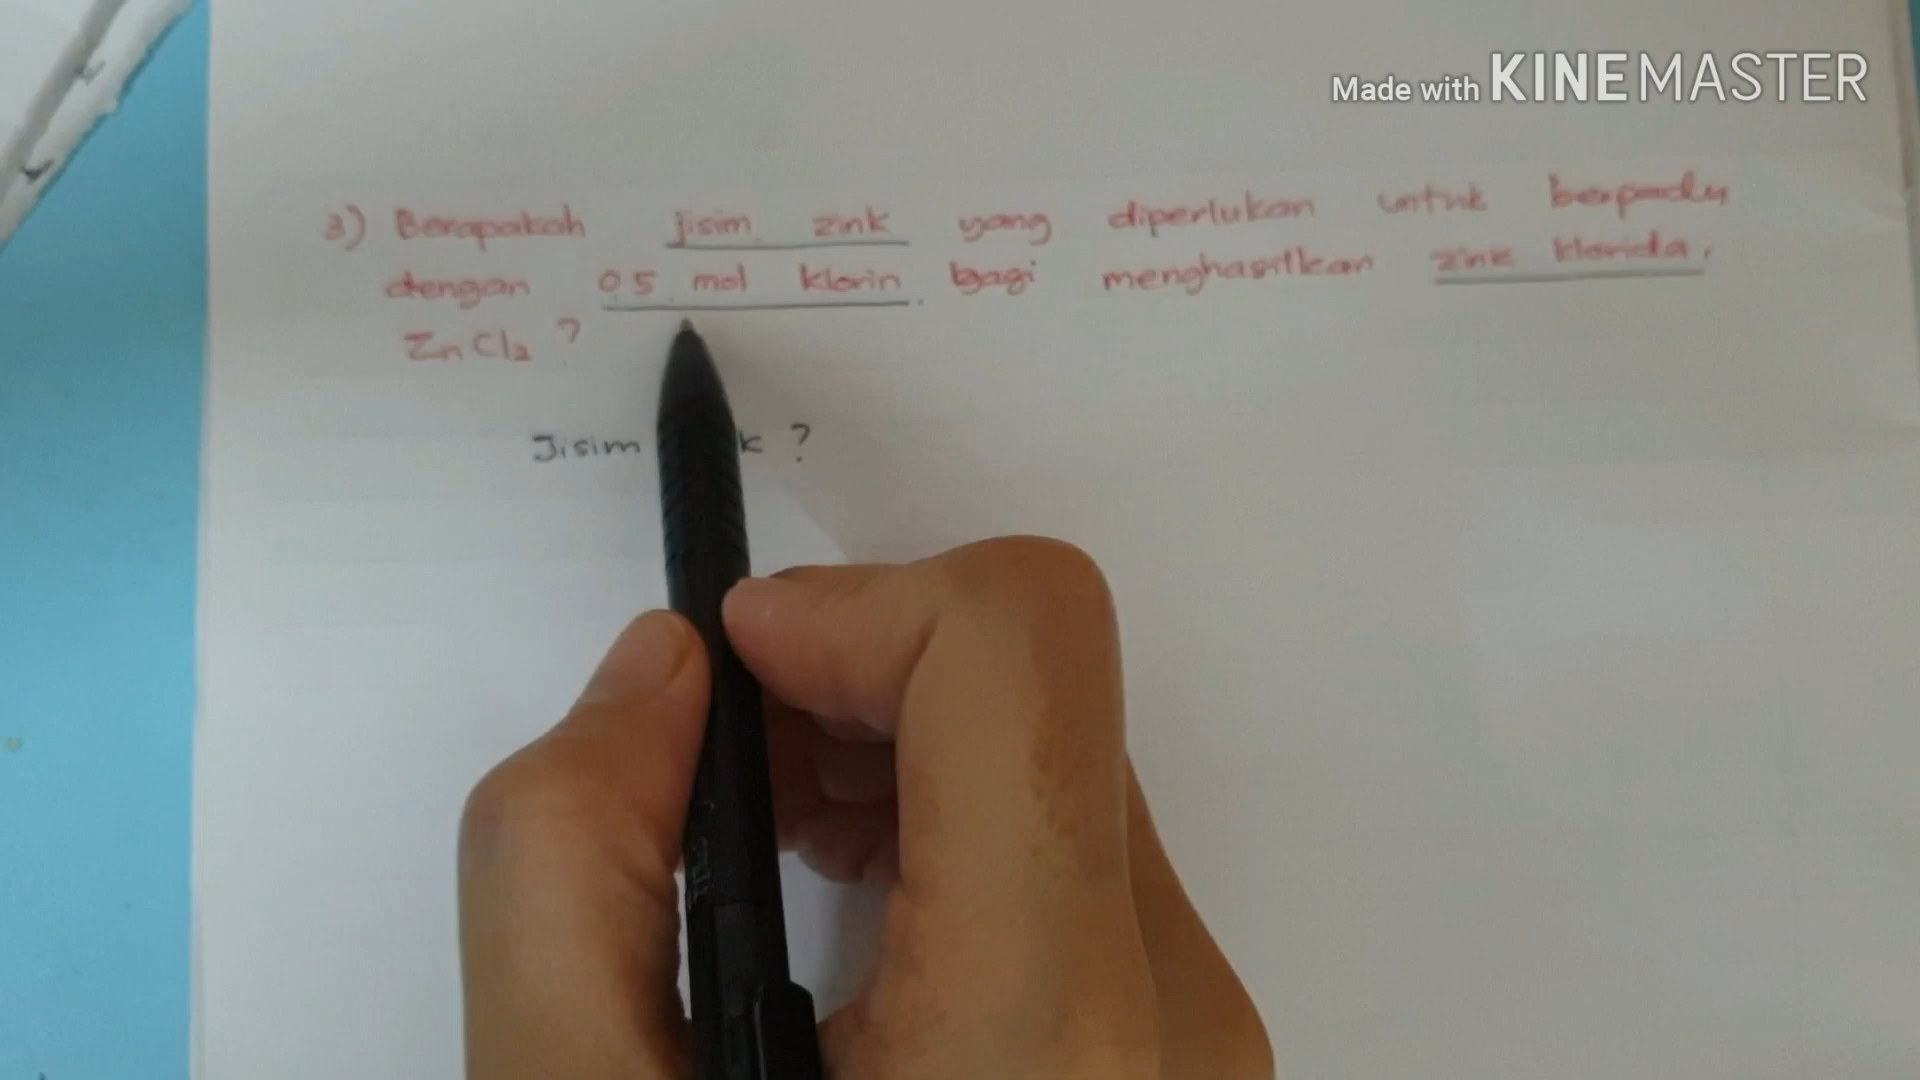 Made with KINEMASTER
3) Berapakah jisim zink yang diperlukan untuk berpadu
dengan 0.5 mol klorin bagi menghasilkan zink klorida,
ZnCl₂ ?
Jisim ?